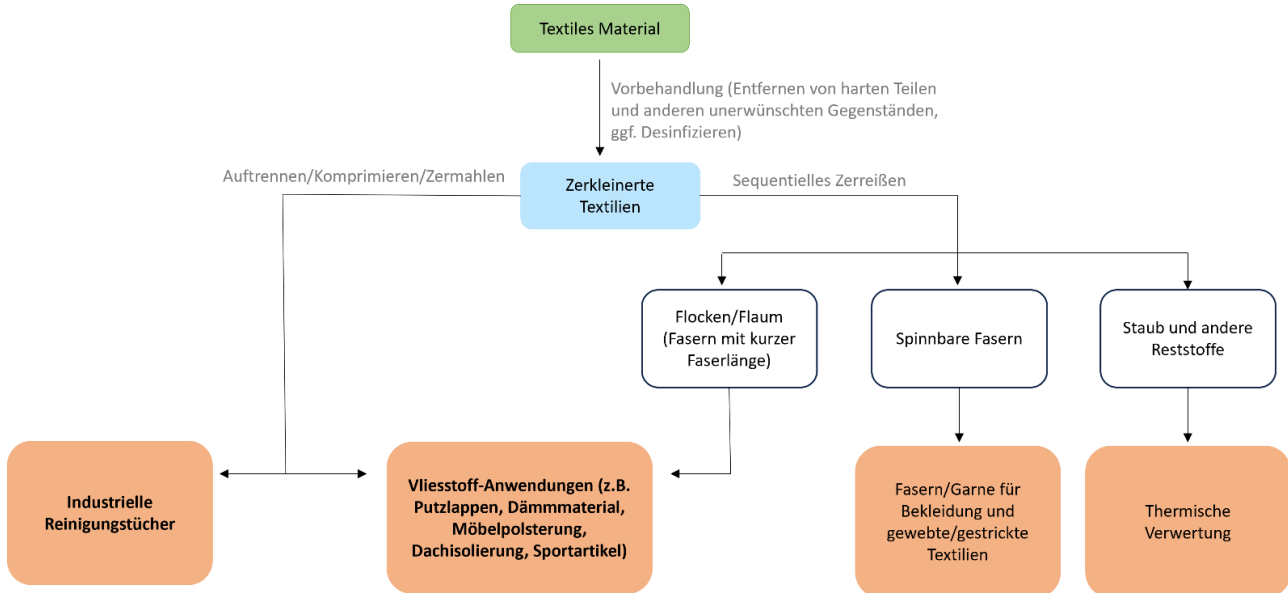 Textiles Material
Vorbehandlung (Entfernen von harten Teilen
und anderen unerwünschten Gegenständen,
ggf. Desinfizieren)
Auftrennen/Komprimieren/Zermahlen
Zerkleinerte
Textilien
Sequentielles Zerreißen
Flocken/Flaum
(Fasern mit kurzer
Faserlänge)
Spinnbare Fasern
Staub und andere
Reststoffe
Industrielle
Reinigungstücher
Vliesstoff-Anwendungen (z.B.
Putzlappen, Dämmmaterial,
Möbelpolsterung,
Dachisolierung, Sportartikel)
Fasern/Garne für
Bekleidung und
gewebte/gestrickte
Textilien
Thermische
Verwertung